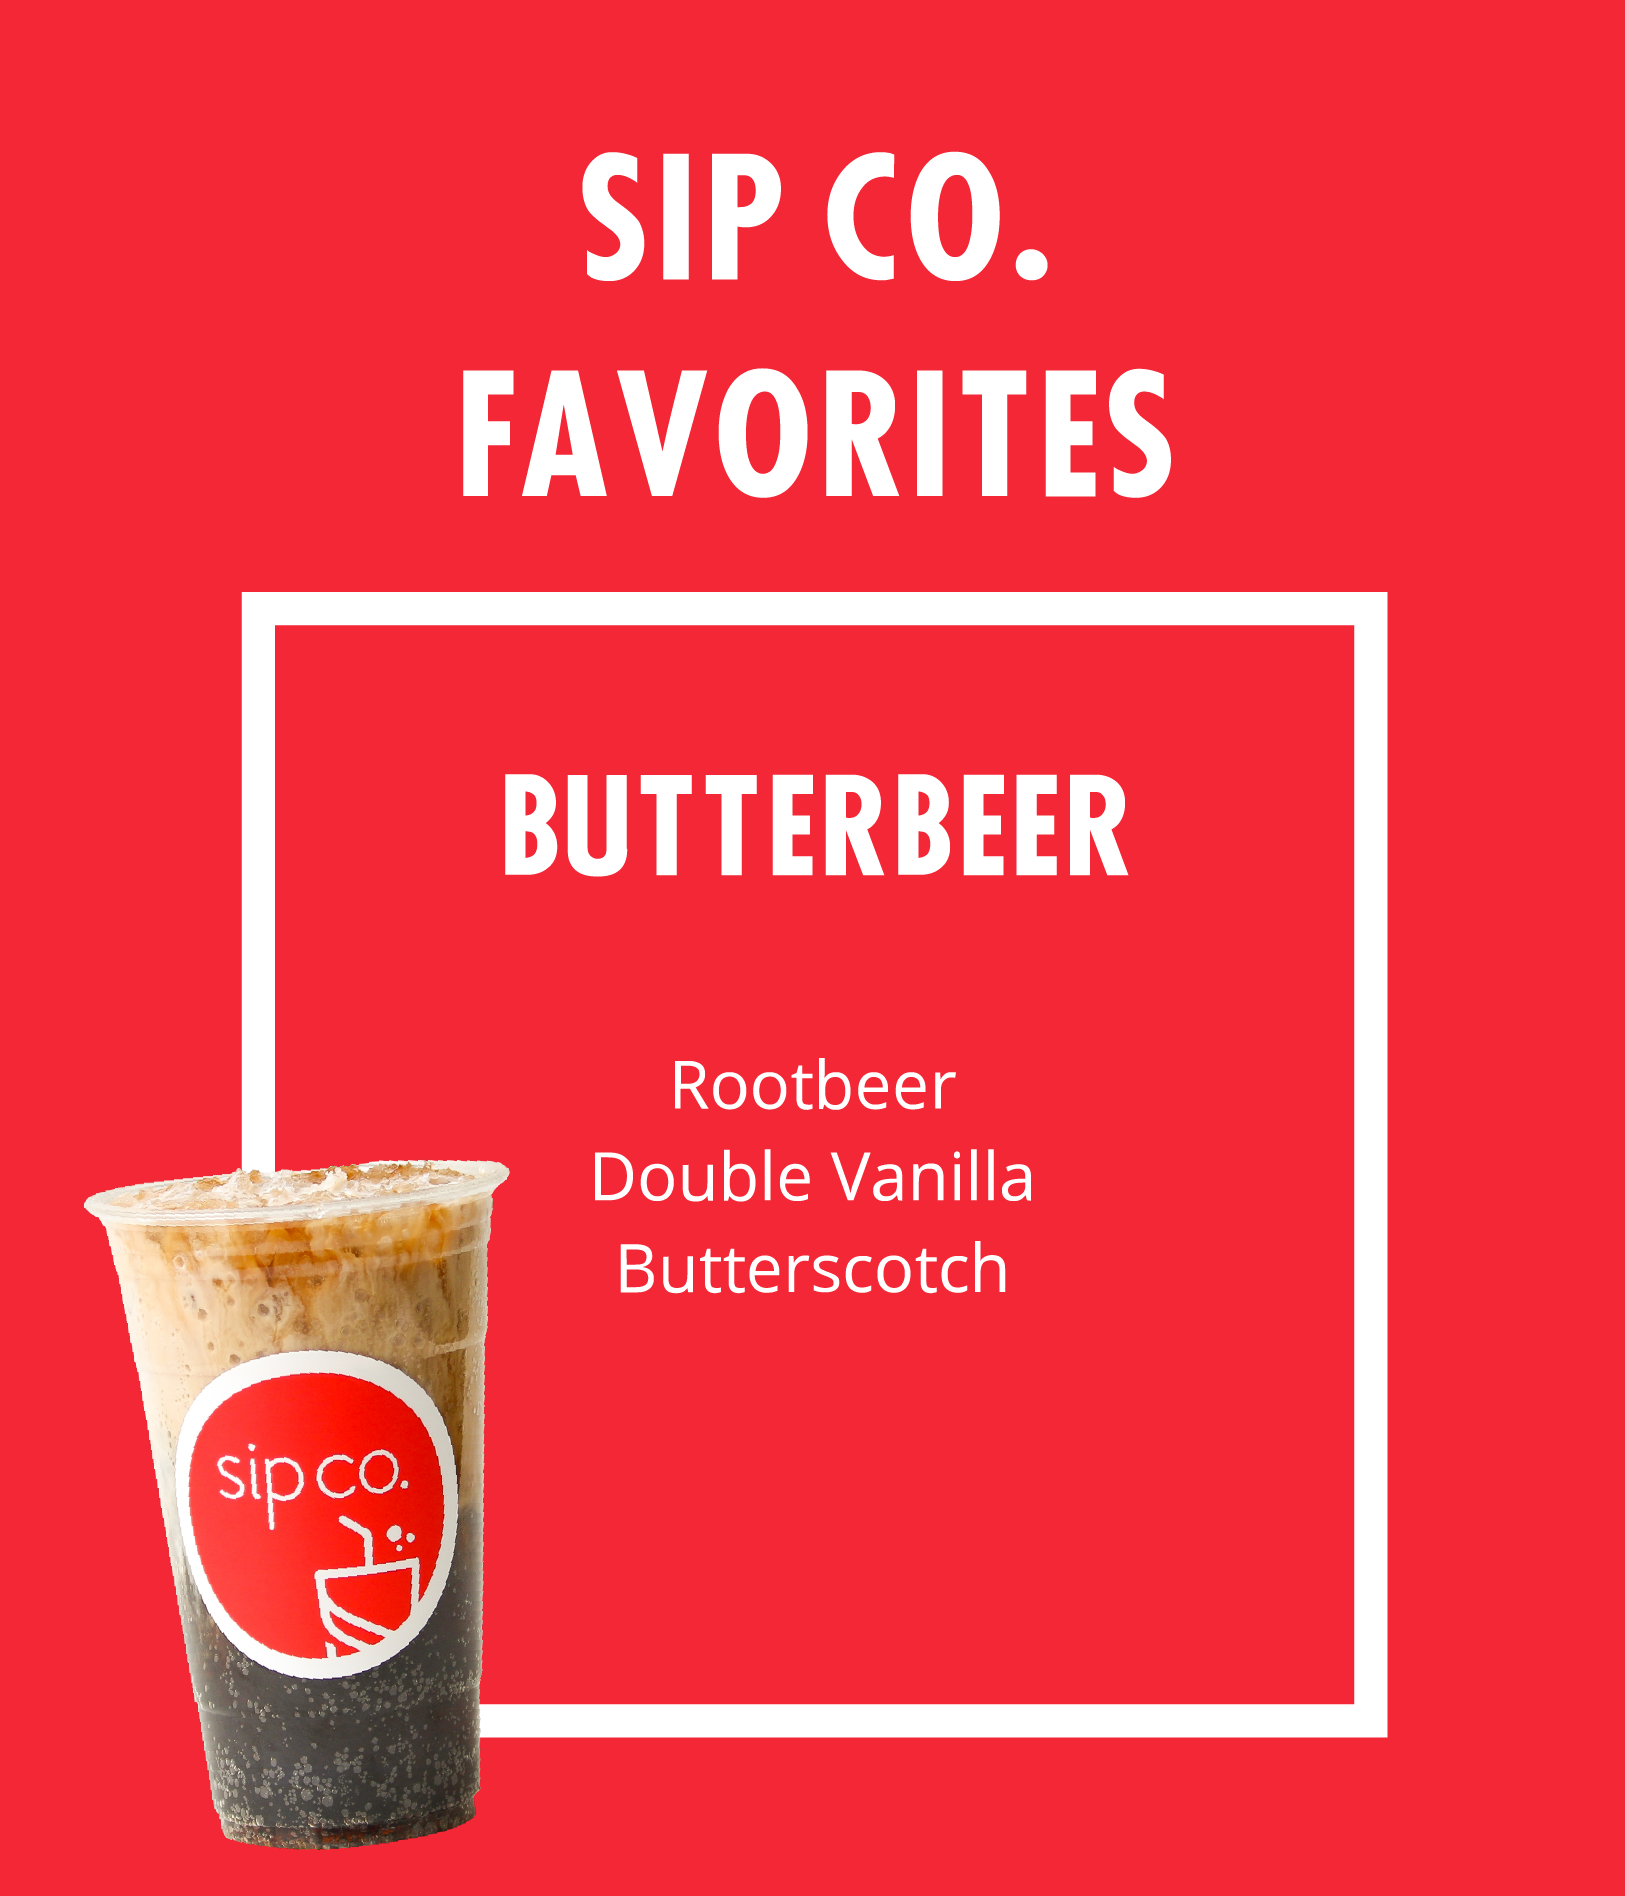 SIP CO.
FAVORITES
BUTTERBEER
Rootbeer
Double Vanilla
Butterscotch
sip co.